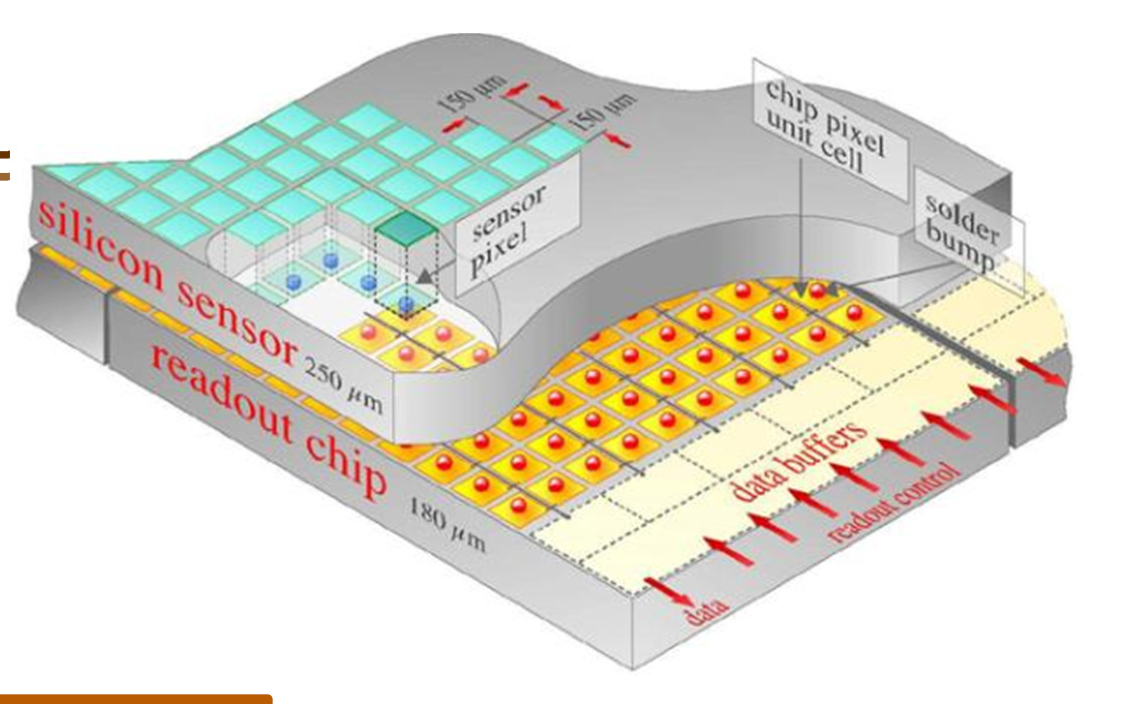 150 µm
150 µm
chip pixel
unit cell
solder
bump
sensor
pixel
silicon sensor 250 µm
readout chip 180 µm
data buffers
readout control
data